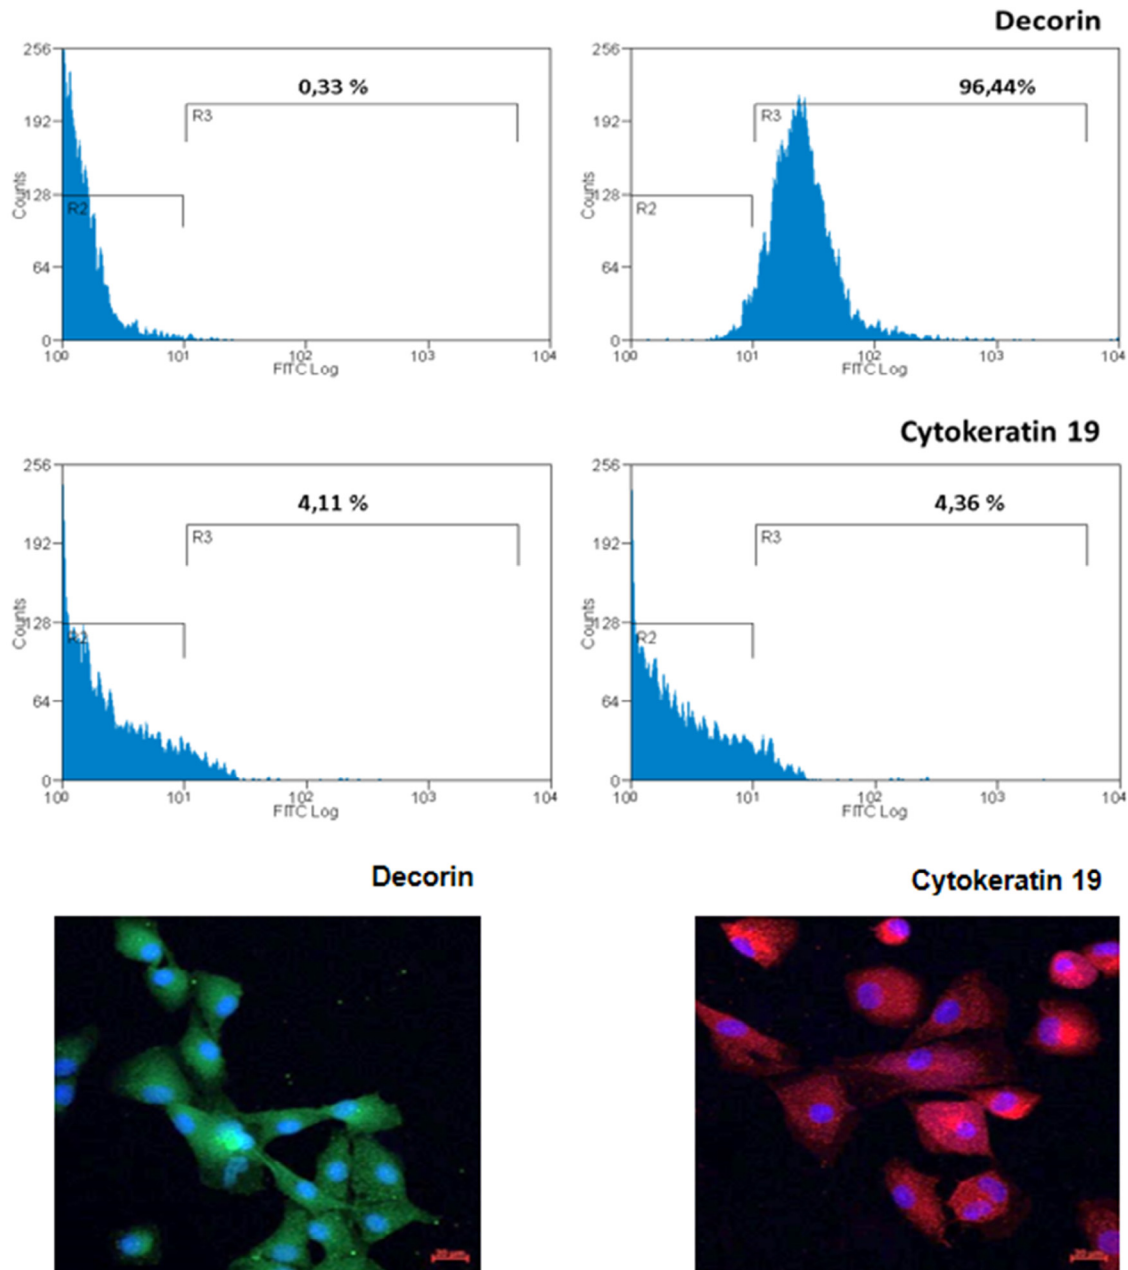 Decorin
256
192
128
64
0
Counts
0,33 %
R3
R2
10⁰ 10¹ 10² 10³ 10⁴
FITC Log
256
192
128
64
0
Counts
96,44%
R3
R2
10⁰ 10¹ 10² 10³ 10⁴
FITC Log
Cytokeratin 19
256
192
128
64
0
Counts
4,11 %
R3
R2
10⁰ 10¹ 10² 10³ 10⁴
FITC Log
256
192
128
64
0
Counts
4,36 %
R3
R2
10⁰ 10¹ 10² 10³ 10⁴
FITC Log
Decorin
Cytokeratin 19